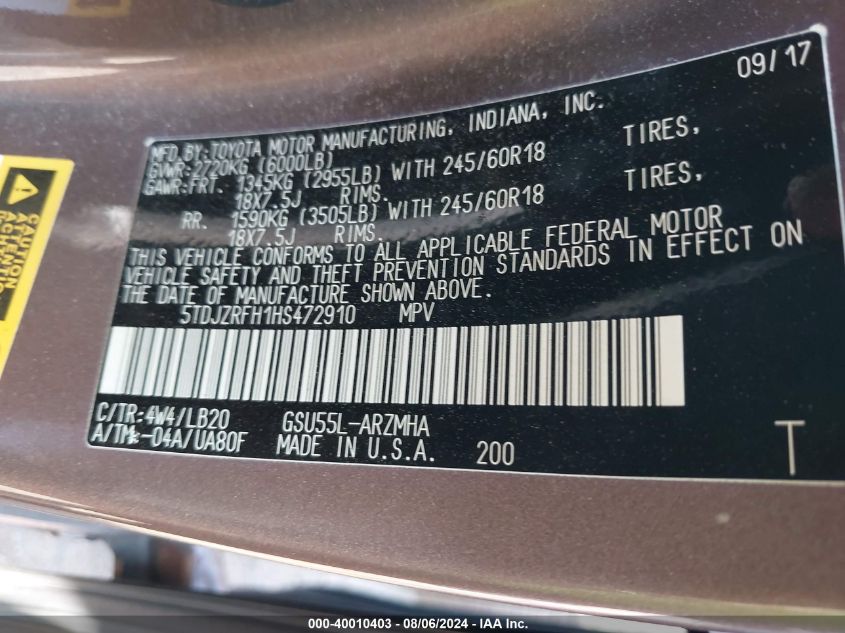 09/17
MFD.BY:TOYOTA MOTOR MANUFACTURING, INDIANA, INC.
GVWR:2720KG (6000LB)
GAWR:FRT. 1345KG (2955LB) WITH 245/60R18 TIRES,
18X7.5J RIMS.
RR. 1590KG (3505LB) WITH 245/60R18 TIRES,
18X7.5J RIMS.
THIS VEHICLE CONFORMS TO ALL APPLICABLE FEDERAL MOTOR
VEHICLE SAFETY AND THEFT PREVENTION STANDARDS IN EFFECT ON
THE DATE OF MANUFACTURE SHOWN ABOVE.
5TDJZRFH1HS472910 MPV
C/TR:4W4/LB20 GSU55L-ARZMHA
A/TM:-04A/UA80F MADE IN U.S.A. 200 T
CAUTION
000-40010403 - 08/06/2024 - IAA Inc.